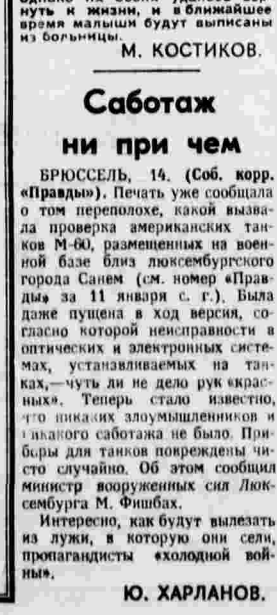 нуть к жизни, и в ближайшее
время малыши будут выписаны
из больницы.
М. КОСТИКОВ.
Саботаж
ни при чем
БРЮССЕЛЬ, 14. (Соб. корр.
«Правды»). Печать уже сообщала
о том переполохе, какой вызва-
ла проверка американских тан-
ков М-60, размещенных на воен-
ной базе близ люксембургского
города Санем (см. номер «Прав-
ды» за 11 января с. г.). Была
даже пущена в ход версия, со-
гласно которой неисправности в
оптических и электронных систе-
мах, устанавливаемых на тан-
ках,—чуть ли не дело рук «крас-
ных». Теперь стало известно,
что никаких злоумышленников и
никакого саботажа не было. При-
боры для танков повреждены чи-
сто случайно. Об этом сообщил
министр вооруженных сил Люк-
сембурга М. Фишбах.
Интересно, как будут вылезать
из лужи, в которую они сели,
пропагандисты «холодной вой-
ны».
Ю. ХАРЛАНОВ.